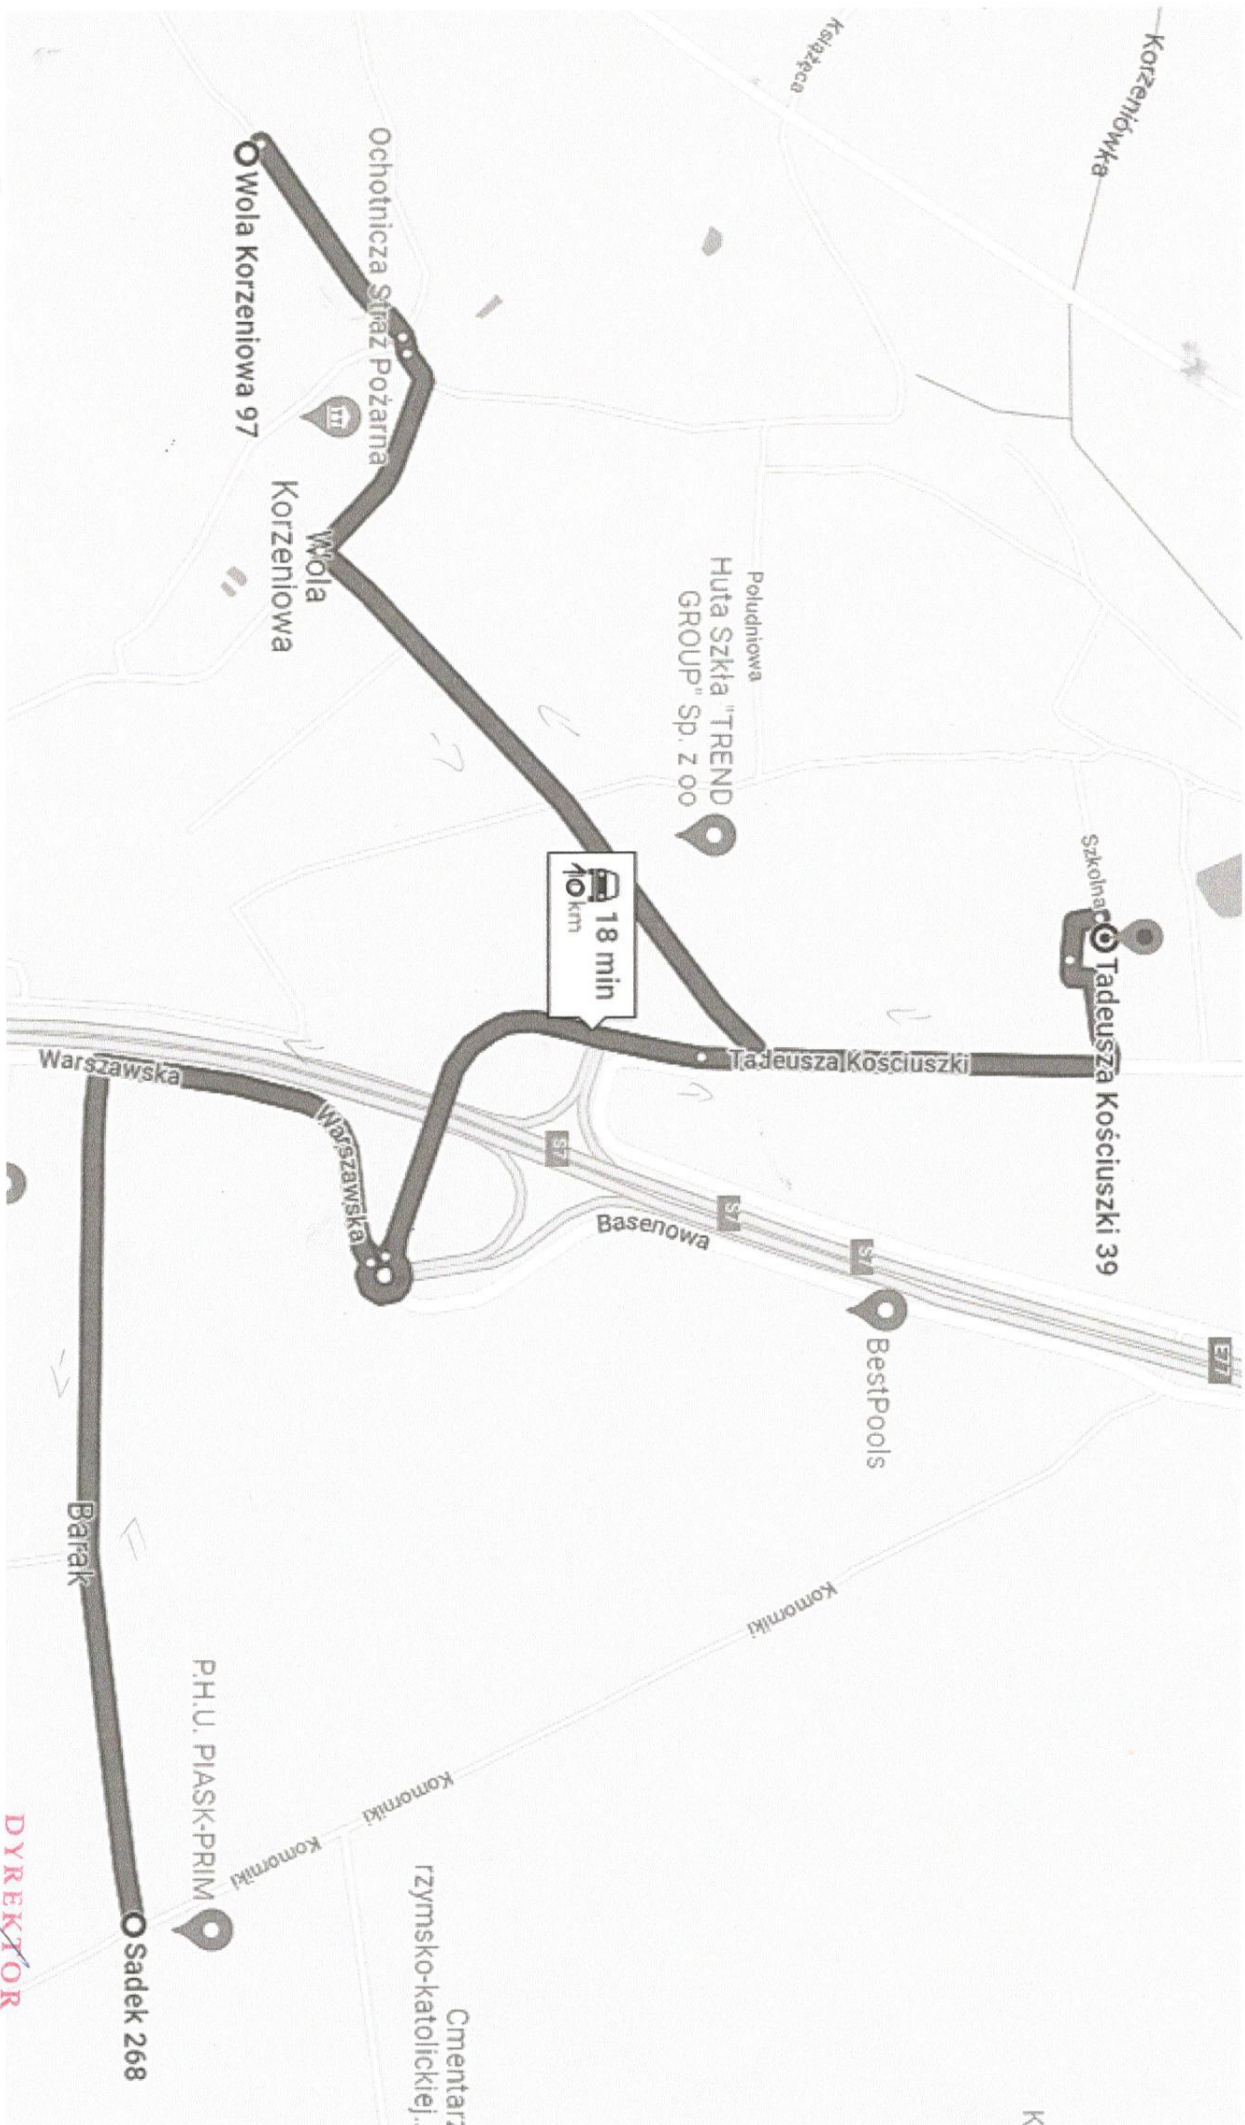 Korzeniówka
Książęca
Tadeusza Kościuszki 39
Szkolna
E77
BestPools
S7
S7
S7
Południowa
Huta Szkła "TREND
GROUP" Sp. z oo
Tadeusza Kościuszki
Basenowa
18 min
10 km
Komorniki
Komorniki
Komorniki
Ochotnicza Straż Pożarna
Wola
Korzeniowa
Wola Korzeniowa 97
Warszawska
Warszawska
Cmentarz
rzymsko-katolickiej...
P.H.U. PIASK-PRIM
Barak
Sadek 268
K
DYREKTOR